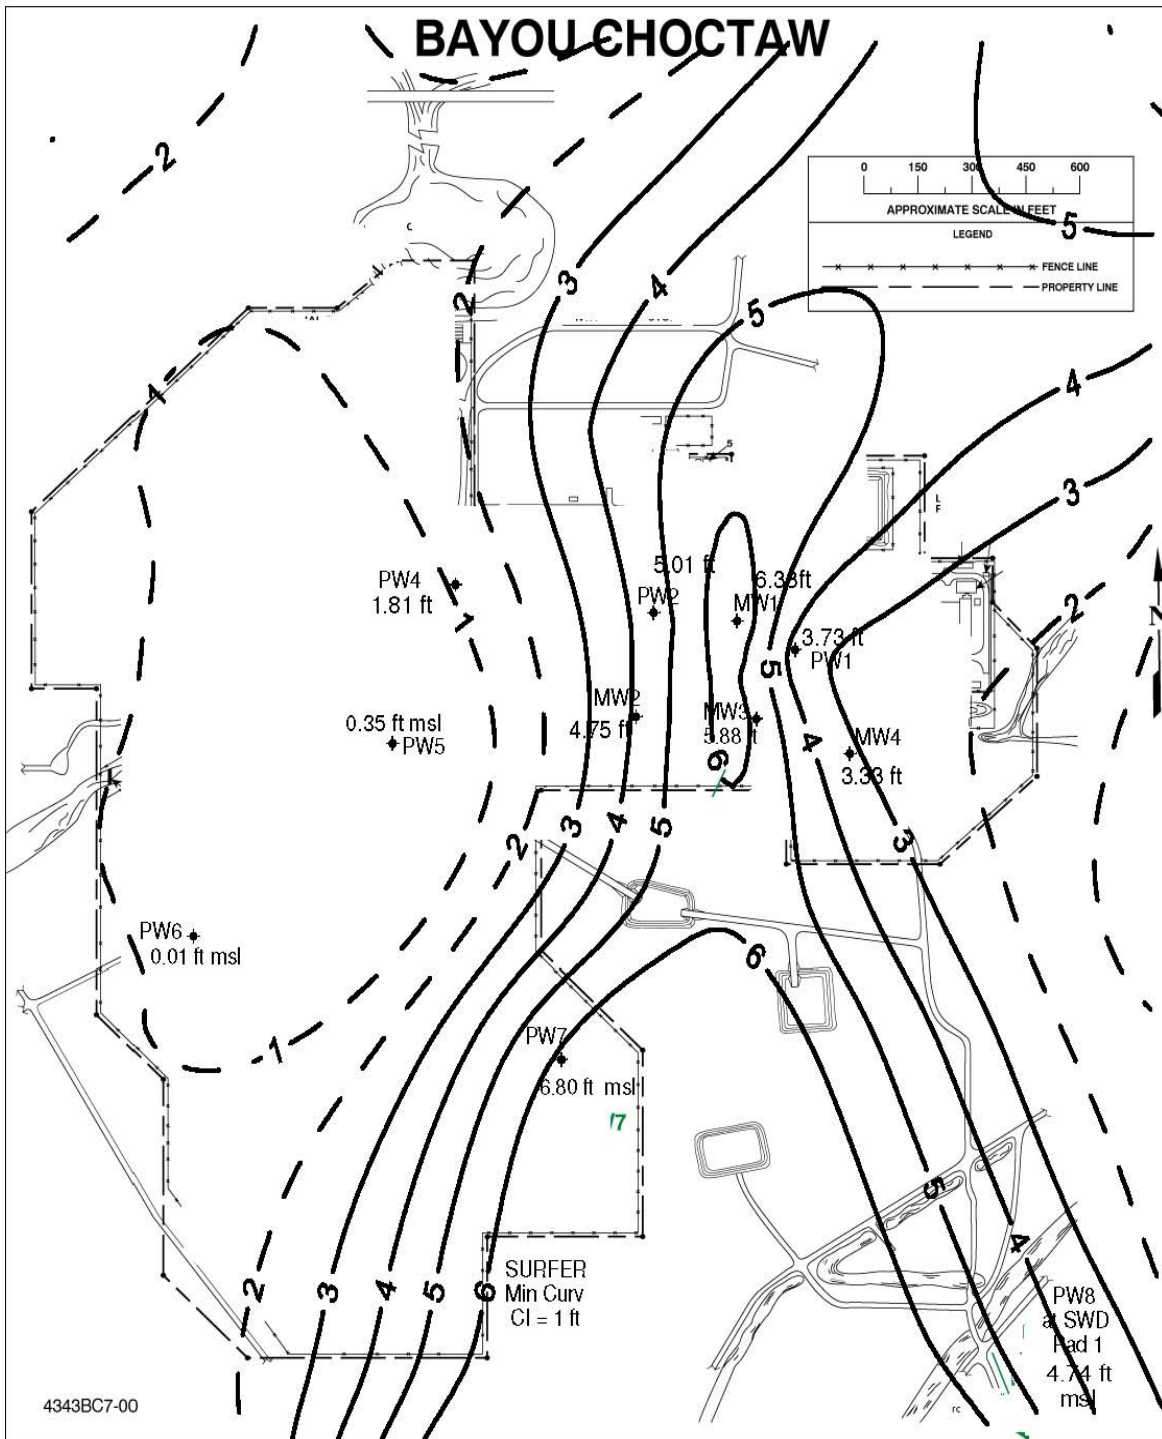 BAYOU CHOCTAW
2
0 150 300 450 600
APPROXIMATE SCALE IN FEET
5
LEGEND
FENCE LINE
PROPERTY LINE
C
3
4
2
5
1
4
3
5
L
F
5.01 ft
6.38ft
PW4
1.81 ft
PW2
MW1
2
N
1
3.73 ft
PW1
5
MW2
4.75 ft
MW3
5.88 ft
0.35 ft msl
PW5
MW4
3.33 ft
4
6
2
3
4
5
3
PW6
0.01 ft msl
6
1
PW7
6.80 ft msl
7
5
4
2
3
4
5
6
SURFER
Min Curv
CI = 1 ft
PW8
at SWD
Pad 1
4.74 ft
msl
4343BC7-00
rc